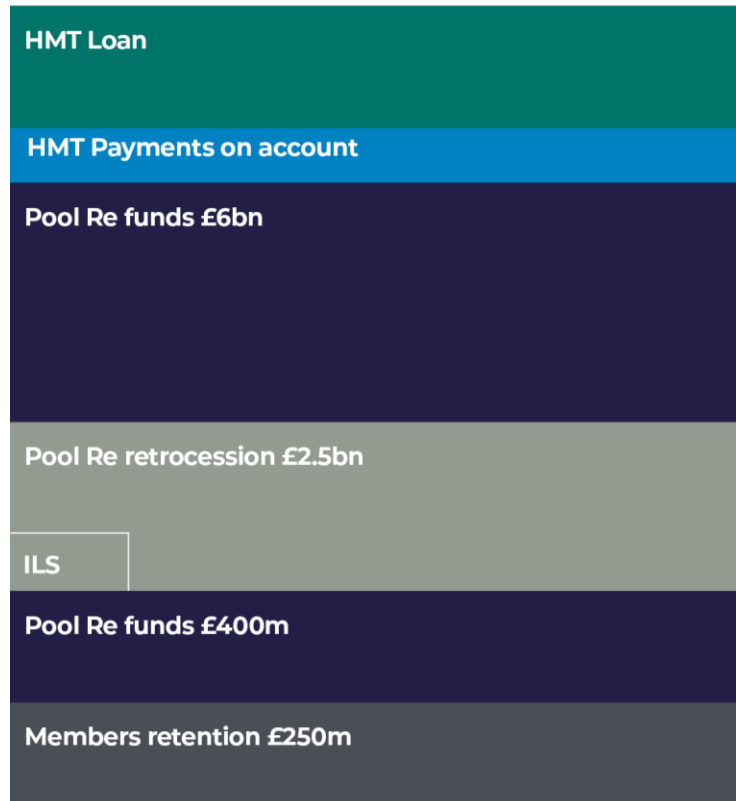 HMT Loan
HMT Payments on account
Pool Re funds £6bn
Pool Re retrocession £2.5bn
ILS
Pool Re funds £400m
Members retention £250m